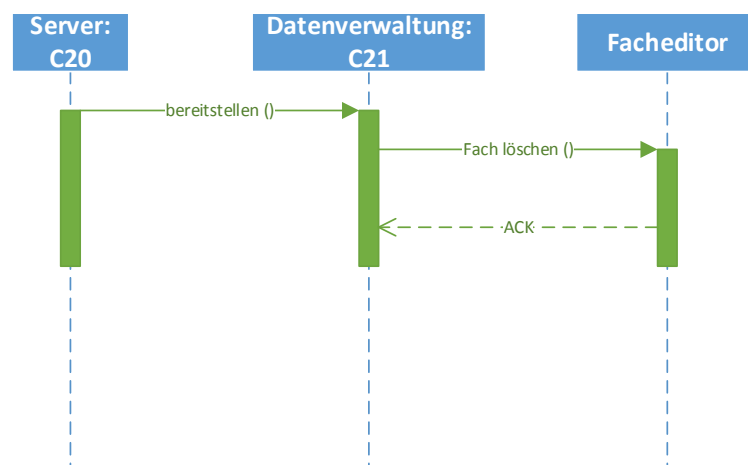 Server:
C20
Datenverwaltung:
C21
Facheditor
bereitstellen ()
Fach löschen ()
ACK